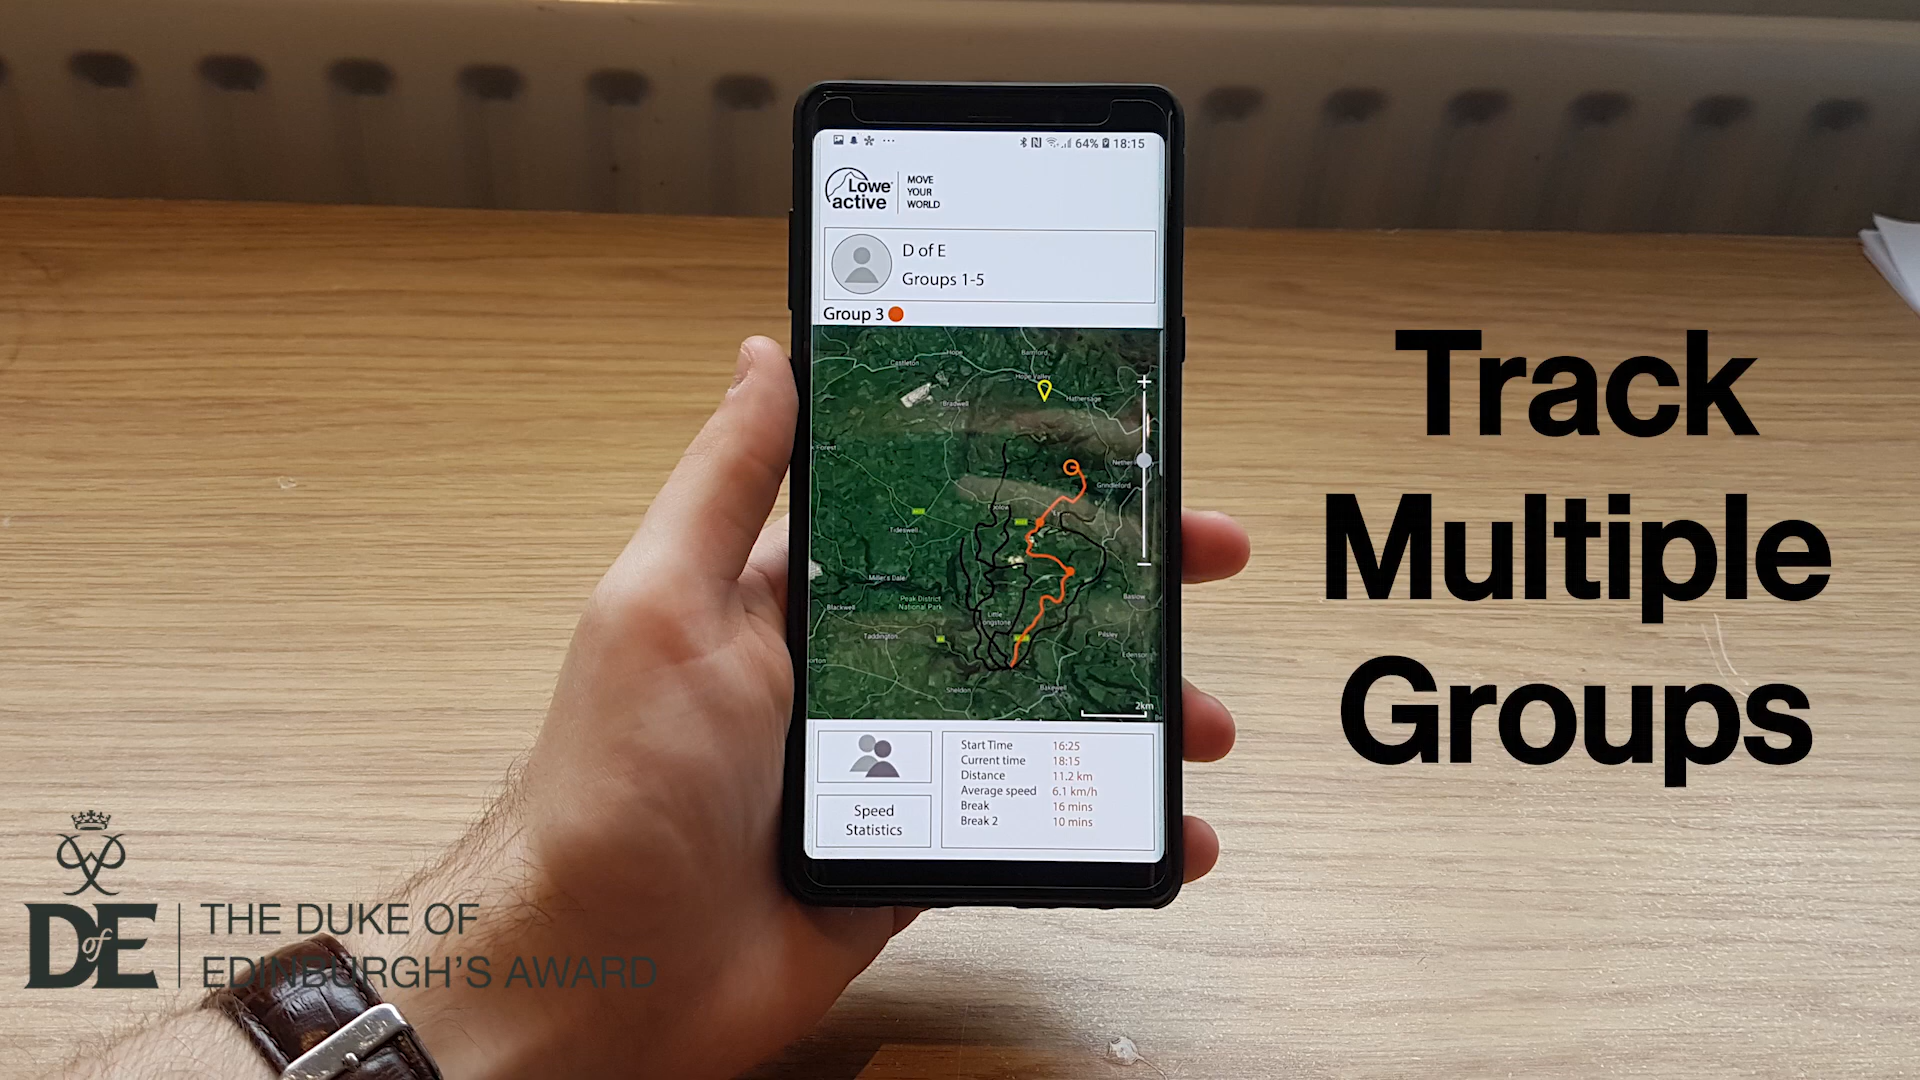 64% 18:15
Lowe
active
MOVE
YOUR
WORLD
D of E
Groups 1-5
Group 3
Hope
Bamford
Castleton
Hope Valley
Hathersage
Bradwell
Forest
Nether
Grindleford
Tideswell
Miller's Dale
Peak District
National Park
Blackwell
Baslow
Little
Longstone
Taddington
Pilsley
Edensor
Sheldon
Bakewell
2km
Start Time 16:25
Current time 18:15
Distance 11.2 km
Average speed 6.1 km/h
Break 16 mins
Break 2 10 mins
Speed
Statistics
Track
Multiple
Groups
DofE
THE DUKE OF
EDINBURGH'S AWARD